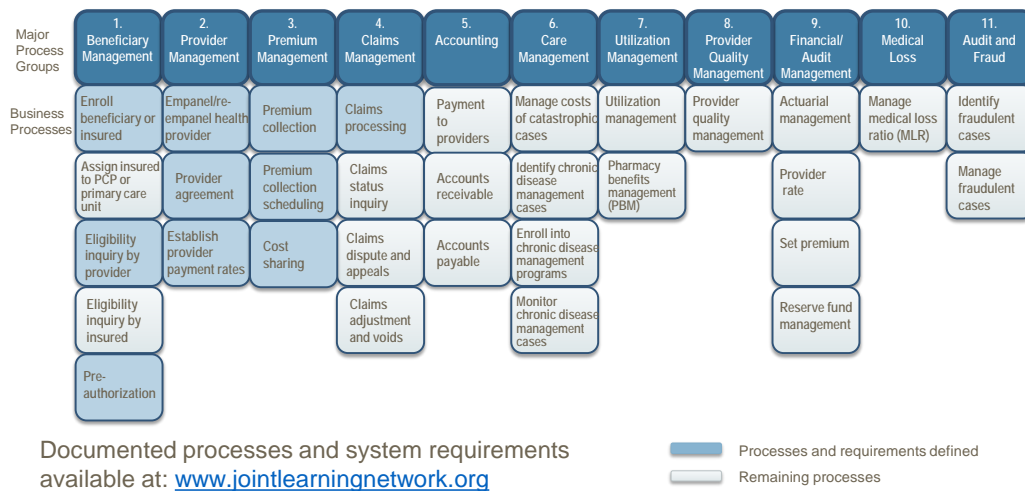 Major
Process
Groups
1.
Beneficiary
Management
2.
Provider
Management
3.
Premium
Management
4.
Claims
Management
5.
Accounting
6.
Care
Management
7.
Utilization
Management
8.
Provider
Quality
Management
9.
Financial/
Audit
Management
10.
Medical
Loss
11.
Audit and
Fraud
Business
Processes
Enroll
beneficiary or
insured
Empanel/re-
empanel health
provider
Premium
collection
Claims
processing
Payment
to
providers
Manage costs
of catastrophic
cases
Utilization
management
Provider
quality
management
Actuarial
management
Manage
medical loss
ratio (MLR)
Identify
fraudulent
cases
Assign insured
to PCP or
primary care
unit
Provider
agreement
Premium
collection
scheduling
Claims
status
inquiry
Accounts
receivable
Identify chronic
disease
management
cases
Pharmacy
benefits
management
(PBM)
Provider
rate
Manage
fraudulent
cases
Eligibility
inquiry by
provider
Establish
provider
payment rates
Cost
sharing
Claims
dispute and
appeals
Accounts
payable
Enroll into
chronic disease
management
programs
Set premium
Eligibility
inquiry by
insured
Claims
adjustment
and voids
Monitor
chronic disease
management
cases
Reserve fund
management
Pre-
authorization
Documented processes and system requirements
available at: www.jointlearningnetwork.org
Processes and requirements defined
Remaining processes